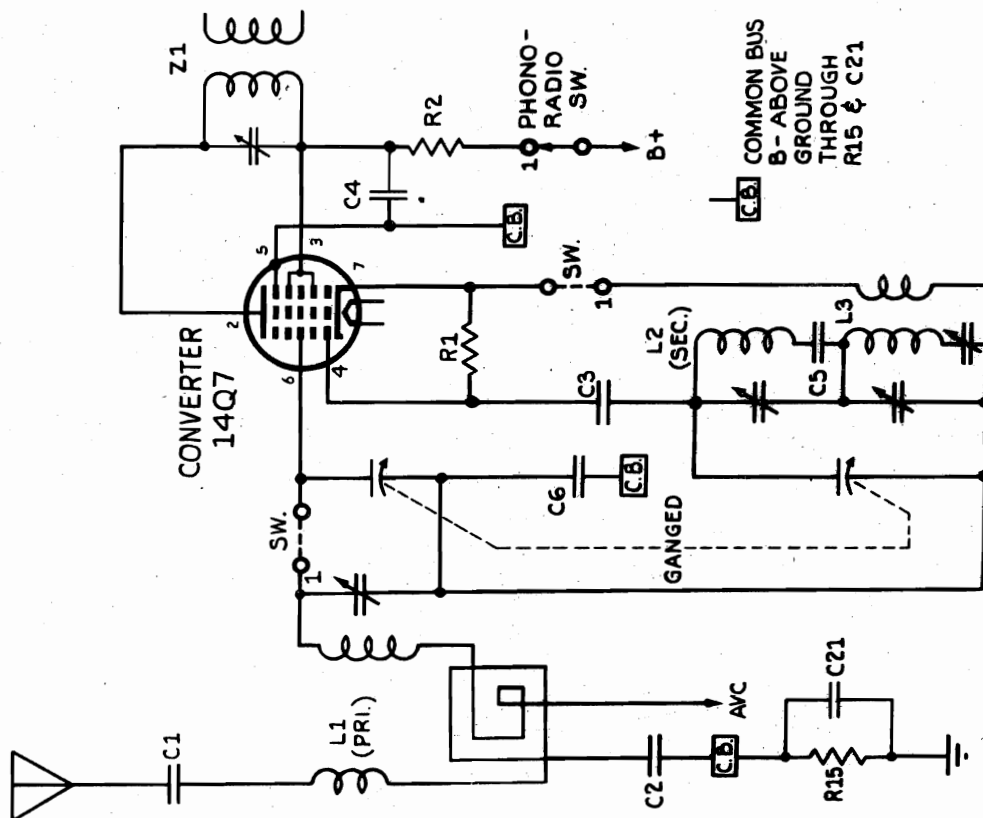 CONVERTER
14Q7
Z1
R2
1
PHONO-
RADIO
SW.
B+
C4
C.B.
COMMON BUS
B- ABOVE
GROUND
THROUGH
R15 & C21
C.B.
2
5
3
6
4
7
R1
SW.
1
L2
(SEC.)
L3
C5
C3
C6
C.B.
GANGED
SW.
1
C1
L1
(PRI.)
AVC
C2
C.B.
R15
C21